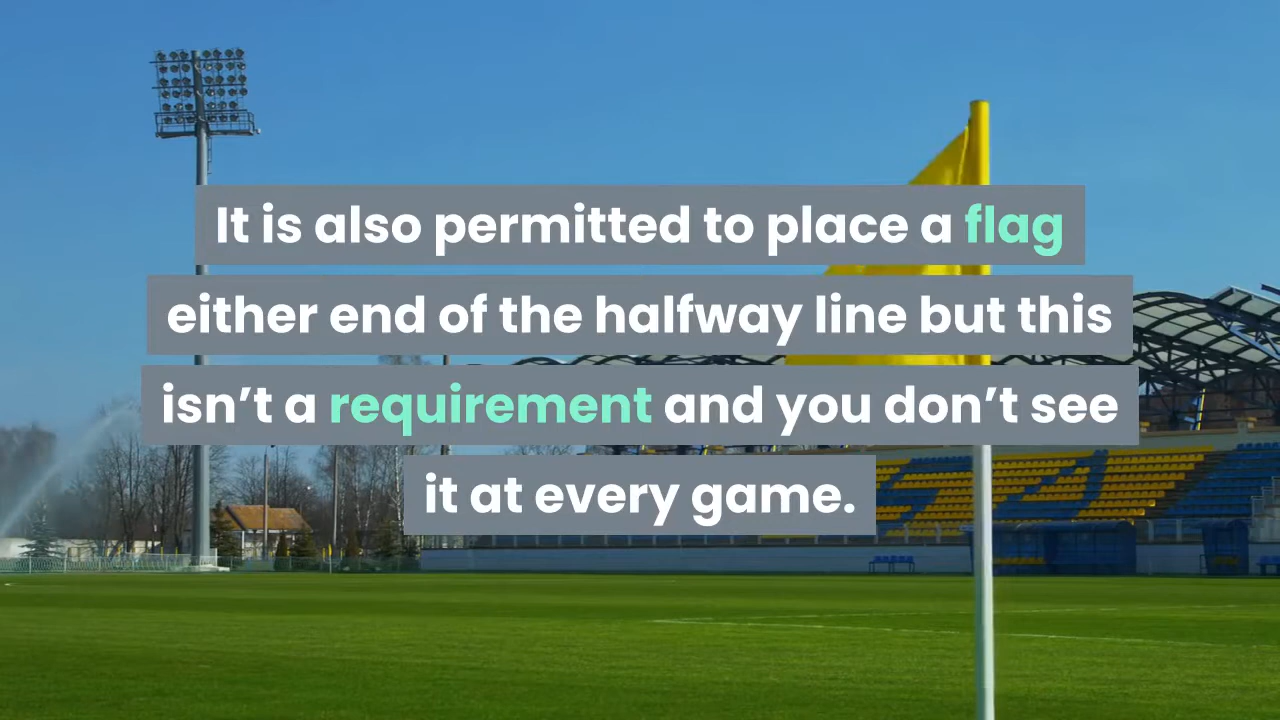 It is also permitted to place a flag
either end of the halfway line but this
isn’t a requirement and you don’t see
it at every game.